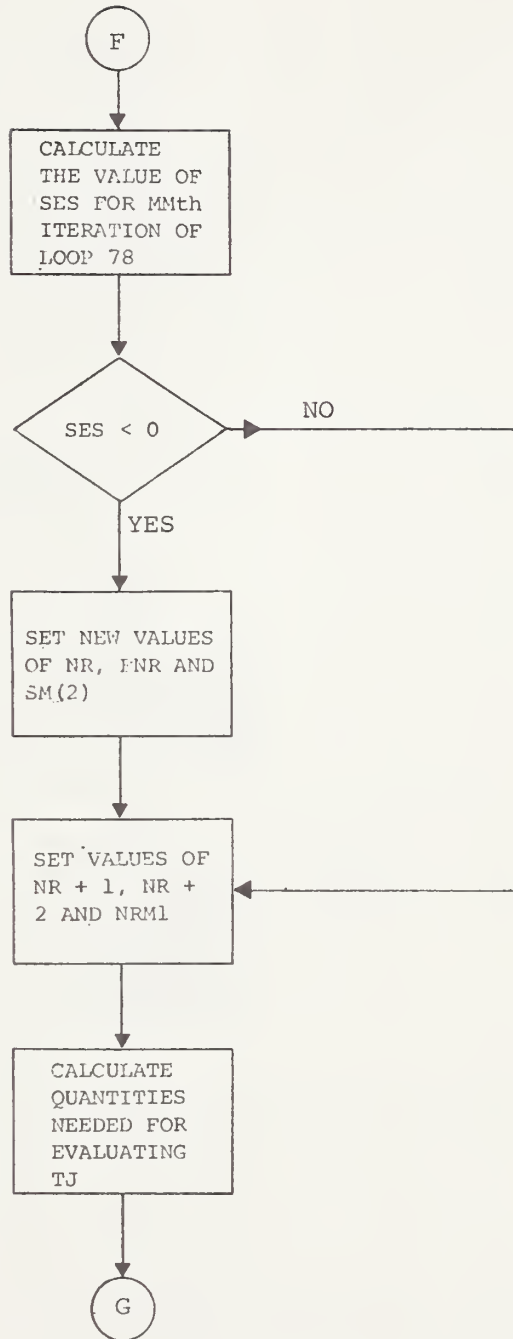 F
CALCULATE
THE VALUE OF
SES FOR MMth
ITERATION OF
LOOP 78
SES < 0
NO
YES
SET NEW VALUES
OF NR, FNR AND
SM(2)
SET VALUES OF
NR + 1, NR +
2 AND NRM1
CALCULATE
QUANTITIES
NEEDED FOR
EVALUATING
TJ
G